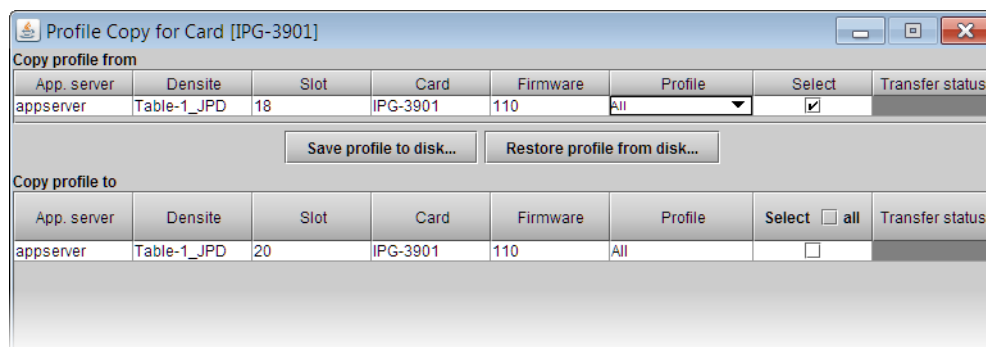 Profile Copy for Card [IPG-3901]
Copy profile from
App. server Densite Slot Card Firmware Profile Select Transfer status
appserver Table-1_JPD 18 IPG-3901 110 All
Save profile to disk... Restore profile from disk...
Copy profile to
App. server Densite Slot Card Firmware Profile Select all Transfer status
appserver Table-1_JPD 20 IPG-3901 110 All